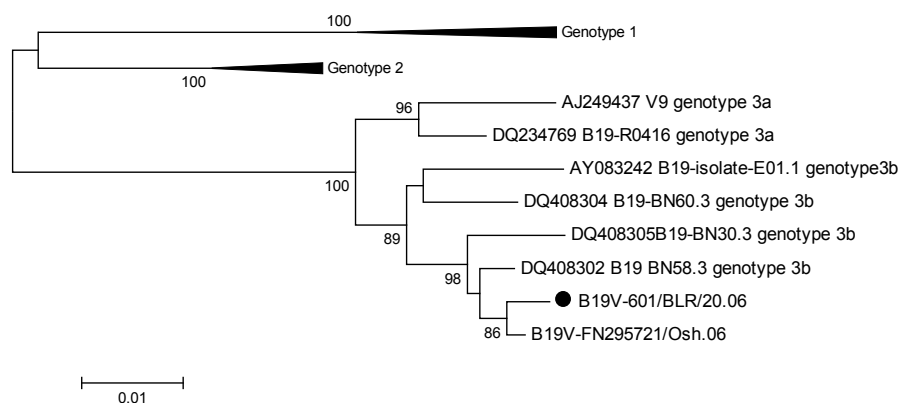 100
Genotype 1
100
Genotype 2
96
AJ249437 V9 genotype 3a
DQ234769 B19-R0416 genotype 3a
100
AY083242 B19-isolate-E01.1 genotype3b
DQ408304 B19-BN60.3 genotype 3b
89
DQ408305B19-BN30.3 genotype 3b
98
DQ408302 B19 BN58.3 genotype 3b
B19V-601/BLR/20.06
86
B19V-FN295721/Osh.06
0.01